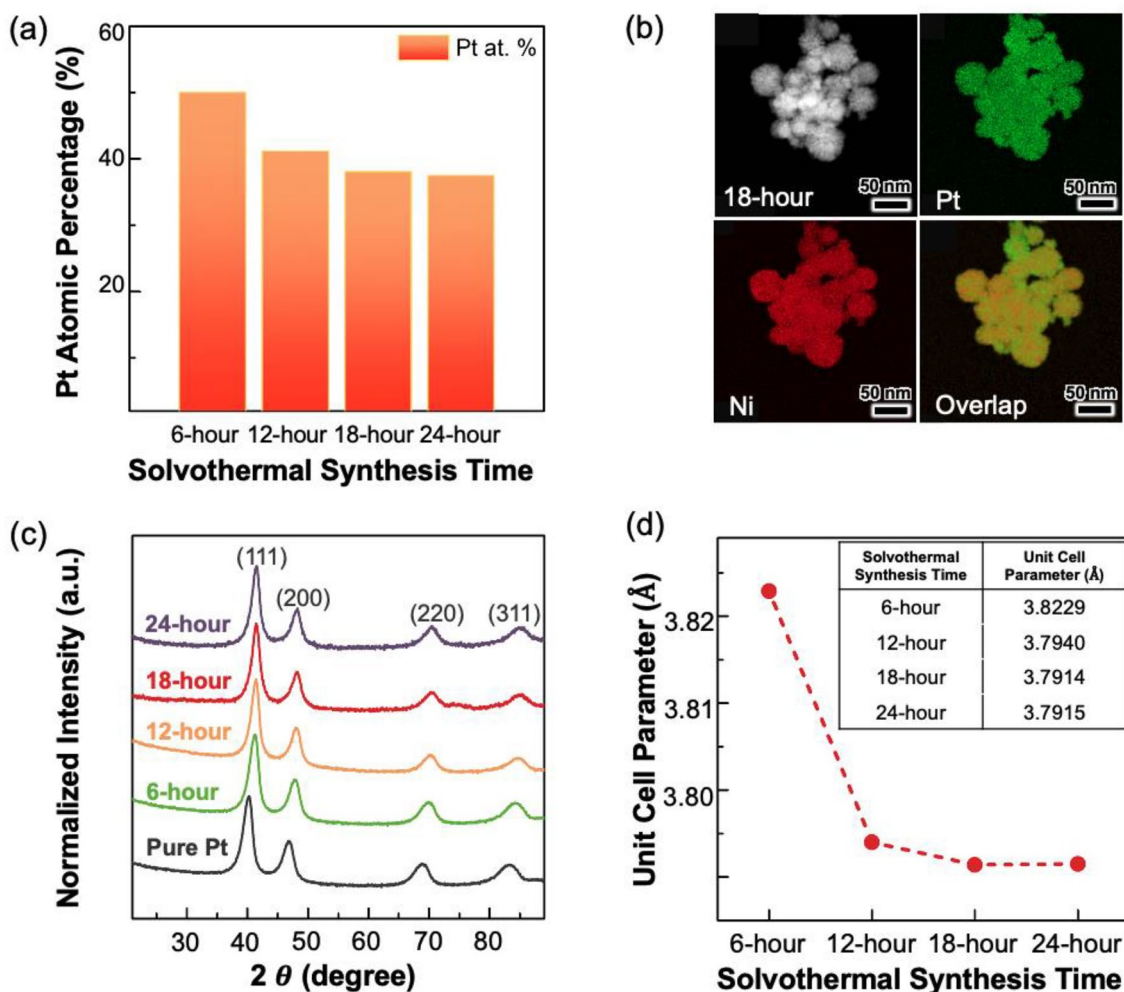 (a)
60
40
20
Pt Atomic Percentage (%)
Pt at. %
6-hour 12-hour 18-hour 24-hour
Solvothermal Synthesis Time
(b)
18-hour
50 nm
Pt
50 nm
Ni
50 nm
Overlap
50 nm
(c)
Normalized Intensity (a.u.)
(111)
(200)
(220)
(311)
24-hour
18-hour
12-hour
6-hour
Pure Pt
30 40 50 60 70 80
2 θ (degree)
(d)
Unit Cell Parameter (Å)
3.82
3.81
3.80
Solvothermal Synthesis Time Unit Cell Parameter (Å)
6-hour 3.8229
12-hour 3.7940
18-hour 3.7914
24-hour 3.7915
6-hour 12-hour 18-hour 24-hour
Solvothermal Synthesis Time